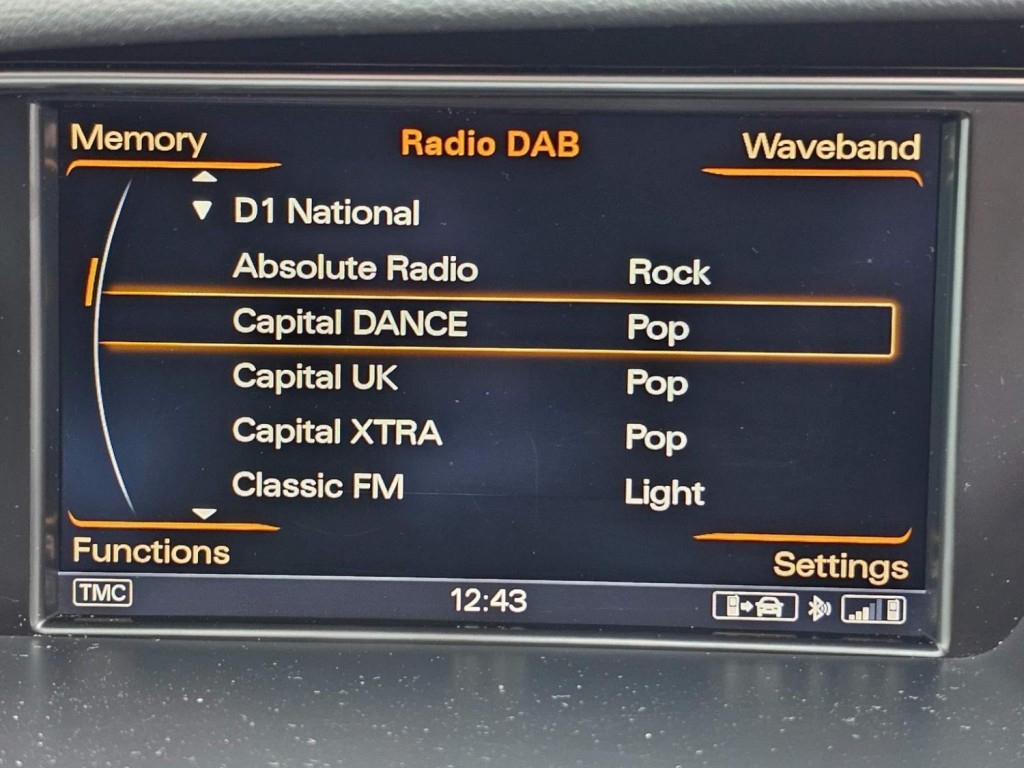 Memory Radio DAB Waveband
D1 National
Absolute Radio Rock
Capital DANCE Pop
Capital UK Pop
Capital XTRA Pop
Classic FM Light
Functions Settings
TMC 12:43